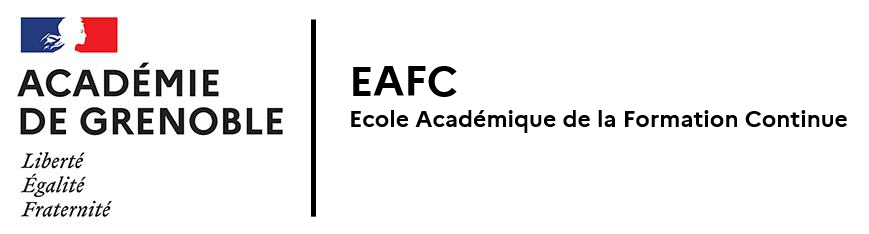 ACADÉMIE
DE GRENOBLE
Liberté
Égalité
Fraternité
EAFC
Ecole Académique de la Formation Continue